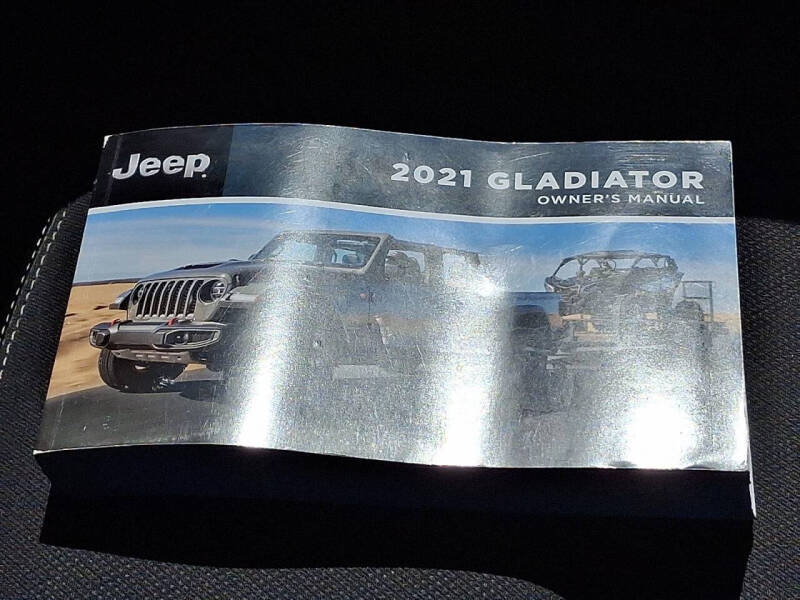 Jeep
2021 GLADIATOR
OWNER'S MANUAL